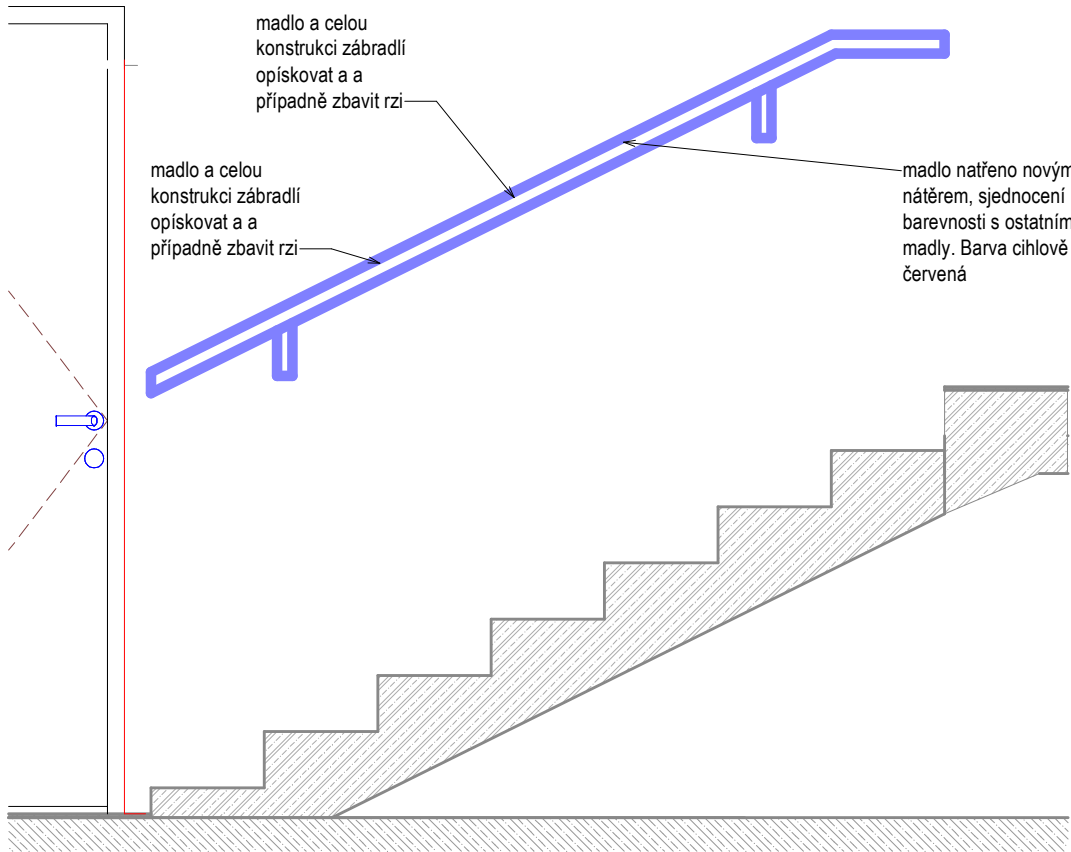 madlo a celou
konstrukci zábradlí
opískovat a a
případně zbavit rzi
madlo a celou
konstrukci zábradlí
opískovat a a
případně zbavit rzi
madlo natřeno novým
nátěrem, sjednocení
barevnosti s ostatním
madly. Barva cihlově
červená